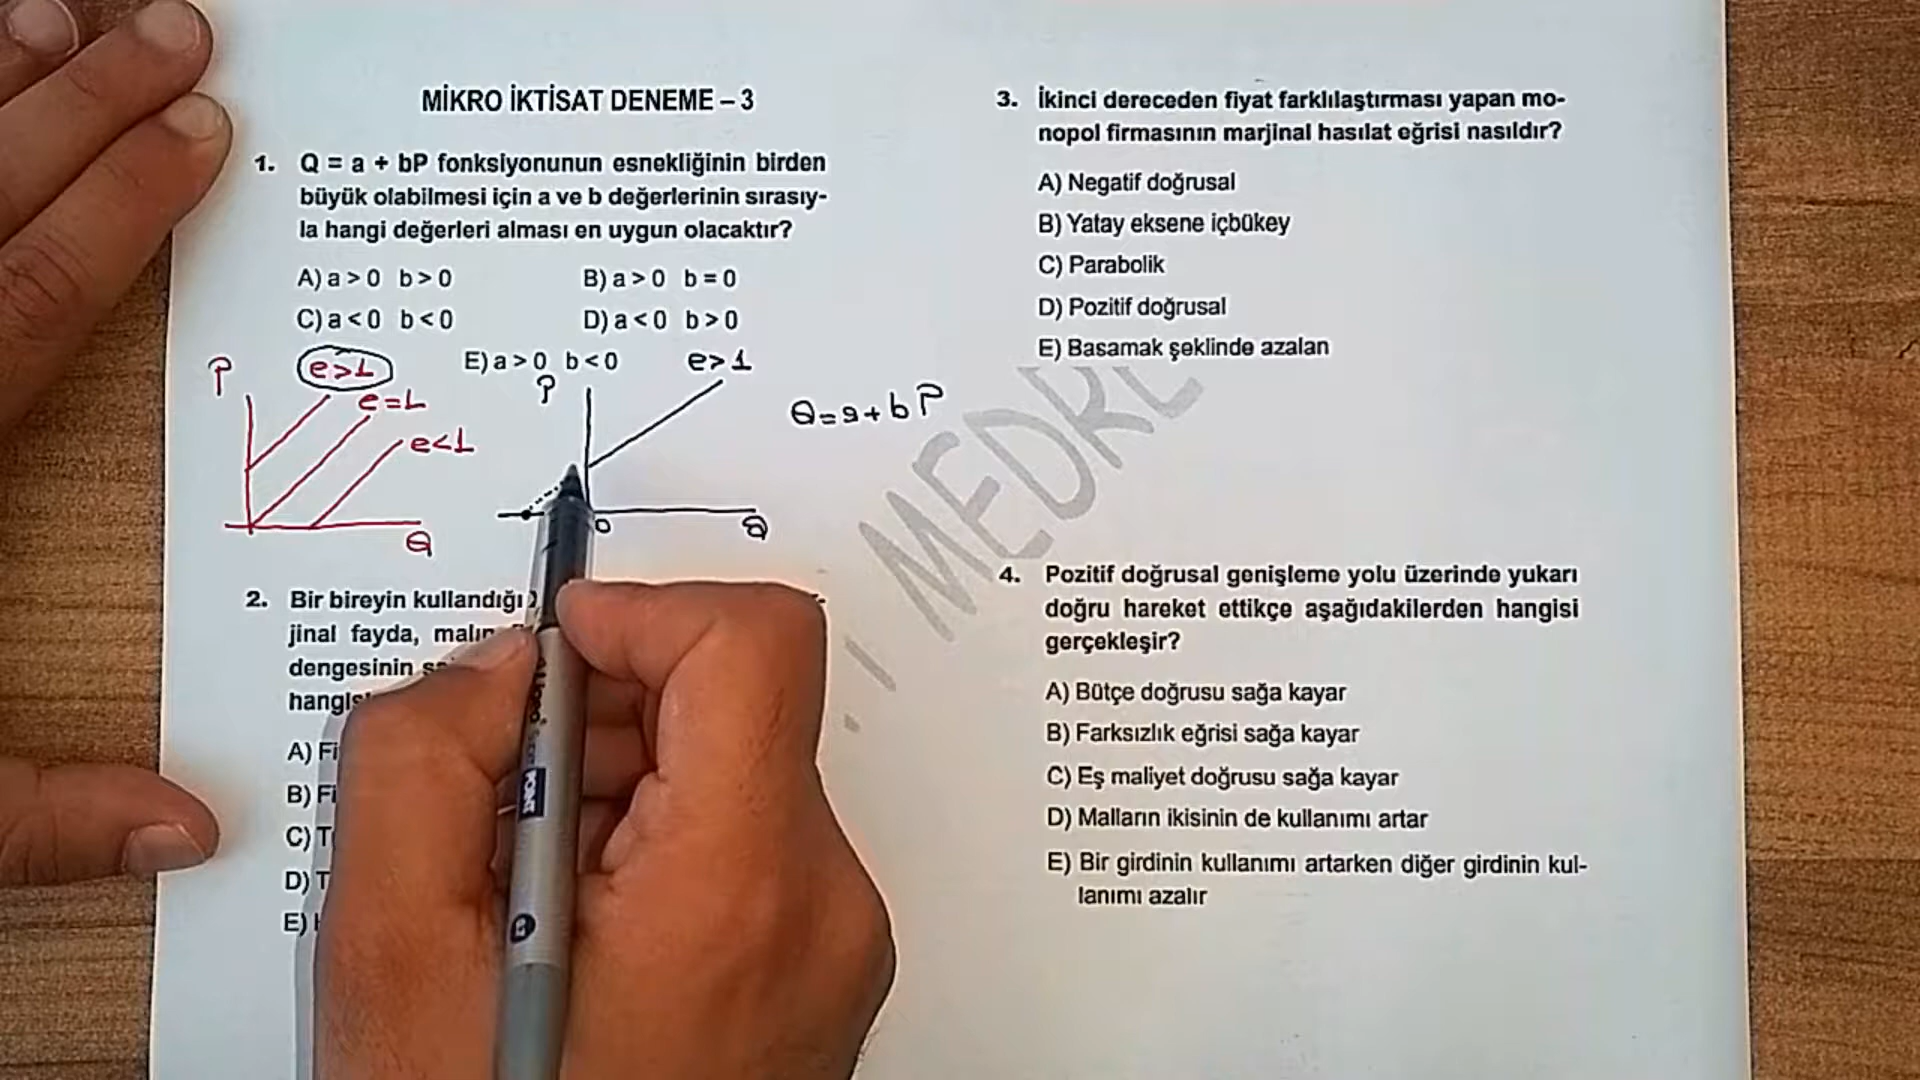 MİKRO İKTİSAT DENEME – 3
1. Q = a + bP fonksiyonunun esnekliğinin birden
büyük olabilmesi için a ve b değerlerinin sırasıy-
la hangi değerleri alması en uygun olacaktır?
A) a > 0 b > 0 B) a > 0 b = 0
C) a < 0 b < 0 D) a < 0 b > 0
E) a > 0 b < 0
P e>1 e=1 e<1 Q
P e>1 0 Q
Q=a+bP
2. Bir bireyin kullandığı
jinal fayda,
dengesinin
A)
B)
C)
D)
E)
3. İkinci dereceden fiyat farklılaştırması yapan mo-
nopol firmasının marjinal hasılat eğrisi nasıldır?
A) Negatif doğrusal
B) Yatay eksene içbükey
C) Parabolik
D) Pozitif doğrusal
E) Basamak şeklinde azalan
MEDRE
4. Pozitif doğrusal genişleme yolu üzerinde yukarı
doğru hareket ettikçe aşağıdakilerden hangisi
gerçekleşir?
A) Bütçe doğrusu sağa kayar
B) Farksızlık eğrisi sağa kayar
C) Eş maliyet doğrusu sağa kayar
D) Malların ikisinin de kullanımı artar
E) Bir girdinin kullanımı artarken diğer girdinin kul-
lanımı azalır